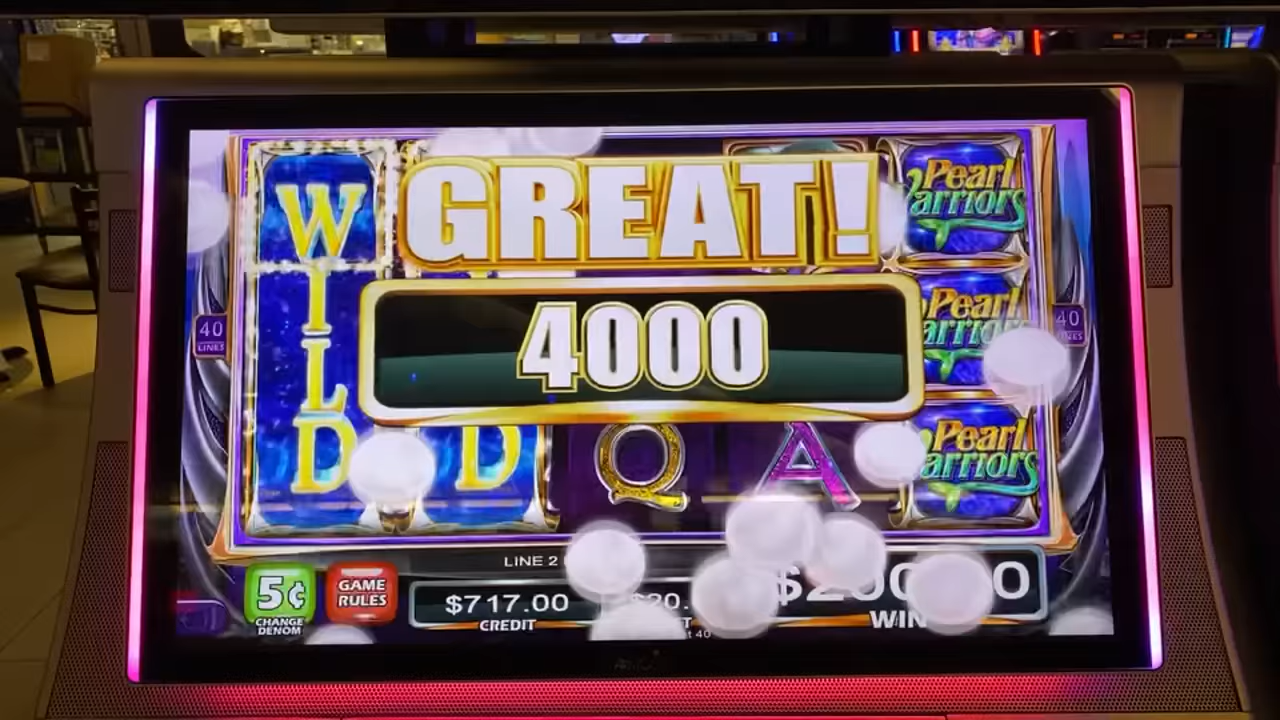 WILD
GREAT!
Pearl
Warriors
4000
Pearl
Warriors
40
LINES
40
LINES
D
Q
A
Pearl
Warriors
LINE 2
5¢
CHANGE
DENOM
GAME
RULES
$717.00
CREDIT
WIN